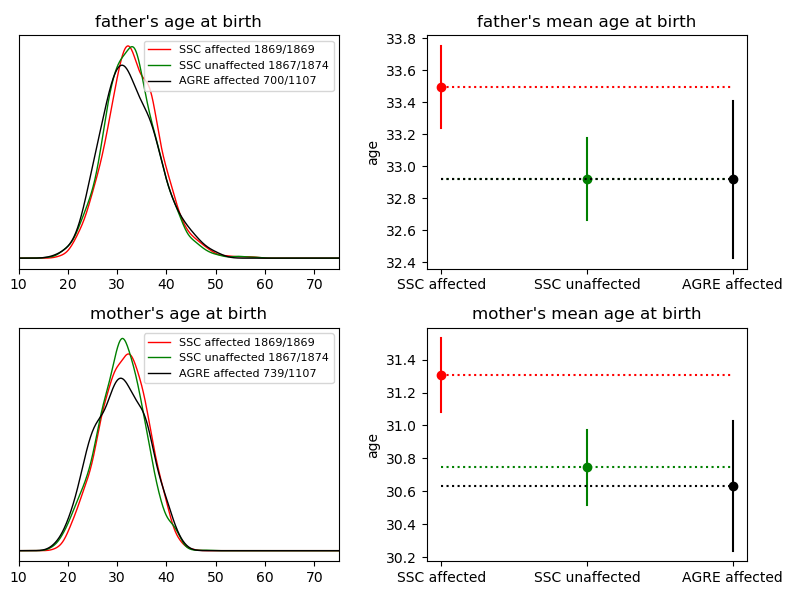 father's age at birth
SSC affected 1869/1869
SSC unaffected 1867/1874
AGRE affected 700/1107
10 20 30 40 50 60 70
father's mean age at birth
33.8
33.6
33.4
33.2
33.0
32.8
32.6
32.4
age
SSC affected SSC unaffected AGRE affected
mother's age at birth
SSC affected 1869/1869
SSC unaffected 1867/1874
AGRE affected 739/1107
10 20 30 40 50 60 70
mother's mean age at birth
31.4
31.2
31.0
30.8
30.6
30.4
30.2
age
SSC affected SSC unaffected AGRE affected